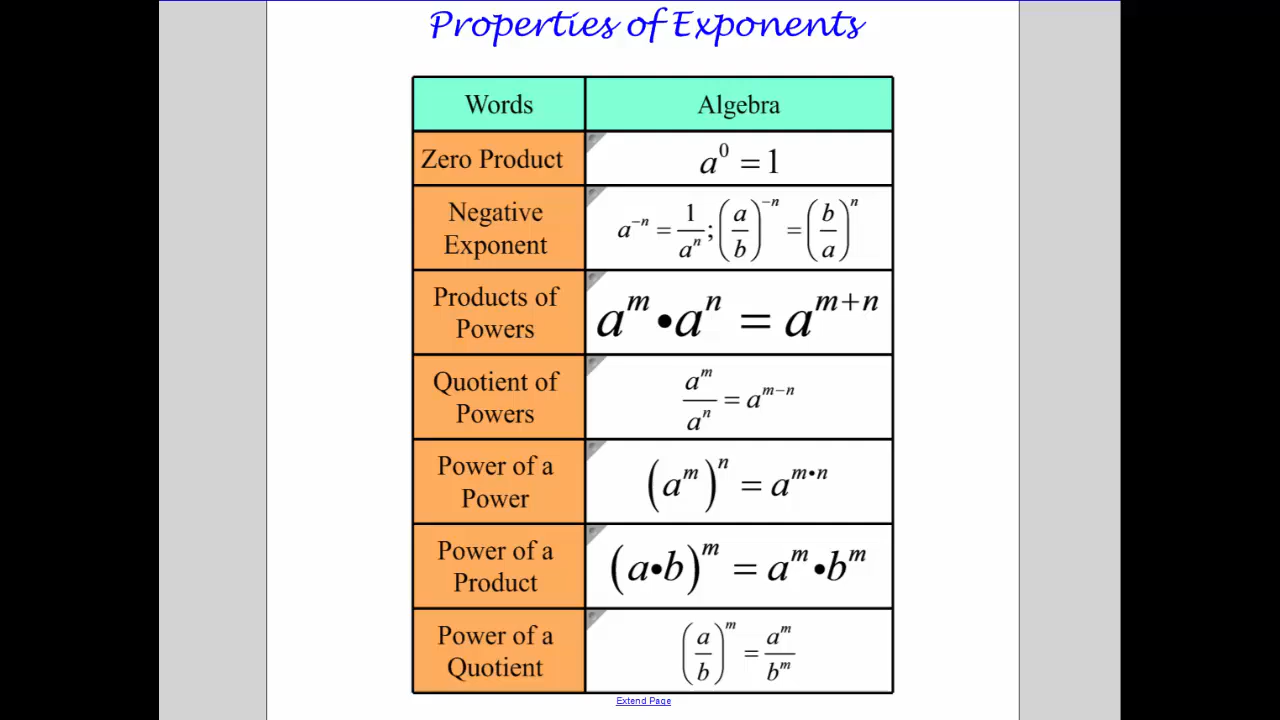 Properties of Exponents
Words Algebra
Zero Product a⁰ = 1
Negative
Exponent a⁻ⁿ = 1/aⁿ ; (a/b)⁻ⁿ = (b/a)ⁿ
Products of
Powers aᵐ • aⁿ = aᵐ⁺ⁿ
Quotient of
Powers aᵐ/aⁿ = aᵐ⁻ⁿ
Power of a
Power (aᵐ)ⁿ = aᵐ•ⁿ
Power of a
Product (a•b)ᵐ = aᵐ • bᵐ
Power of a
Quotient (a/b)ᵐ = aᵐ/bᵐ
Extend Page